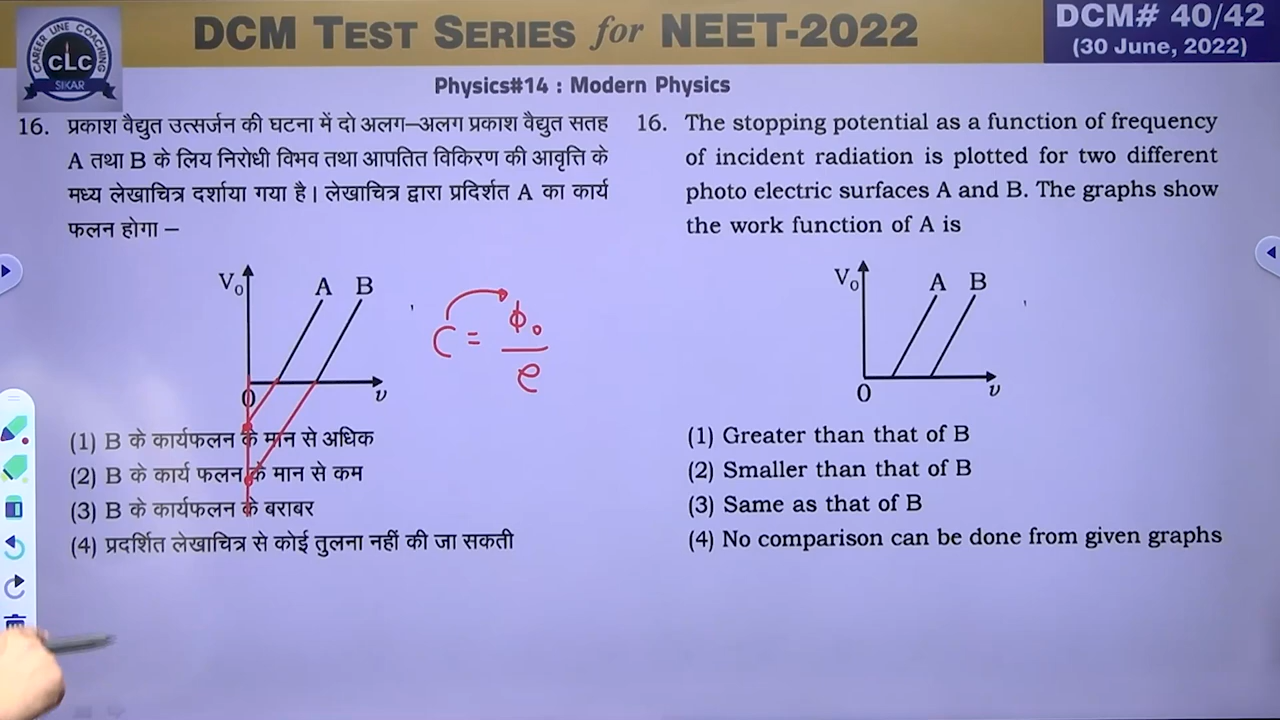 CAREER LINE COACHING
CLC
SIKAR
DCM TEST SERIES for NEET-2022
DCM# 40/42
(30 June, 2022)
Physics#14 : Modern Physics
16. प्रकाश वैद्युत उत्सर्जन की घटना में दो अलग–अलग प्रकाश वैद्युत सतह
A तथा B के लिय निरोधी विभव तथा आपतित विकिरण की आवृत्ति के
मध्य लेखाचित्र दर्शाया गया है। लेखाचित्र द्वारा प्रदिर्शत A का कार्य
फलन होगा –
V₀
A B
0
υ
C = ϕ₀
e
(1) B के कार्यफलन के मान से अधिक
(2) B के कार्य फलन के मान से कम
(3) B के कार्यफलन के बराबर
(4) प्रदर्शित लेखाचित्र से कोई तुलना नहीं की जा सकती
16. The stopping potential as a function of frequency
of incident radiation is plotted for two different
photo electric surfaces A and B. The graphs show
the work function of A is
V₀
A B
0
υ
(1) Greater than that of B
(2) Smaller than that of B
(3) Same as that of B
(4) No comparison can be done from given graphs